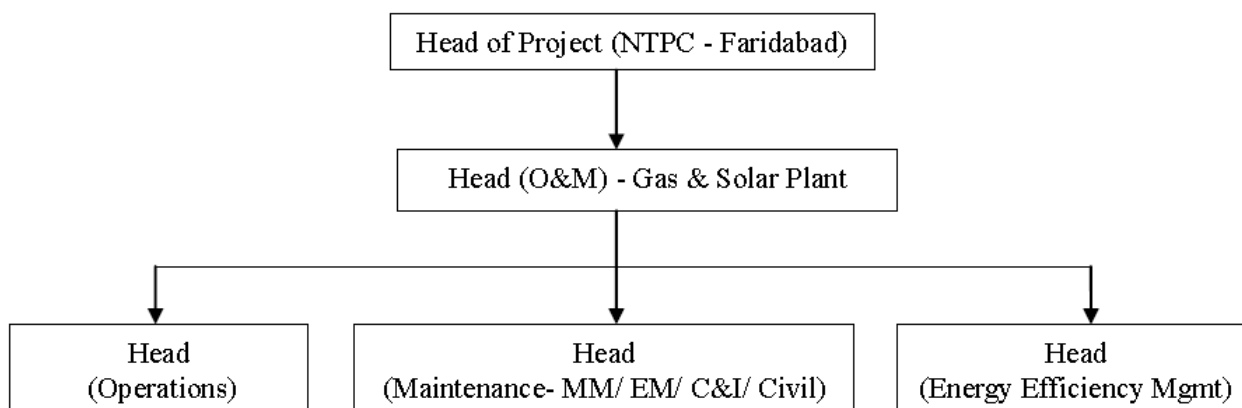 Head of Project (NTPC - Faridabad)
Head (O&M) - Gas & Solar Plant
Head
(Operations)
Head
(Maintenance- MM/ EM/ C&I/ Civil)
Head
(Energy Efficiency Mgmt)